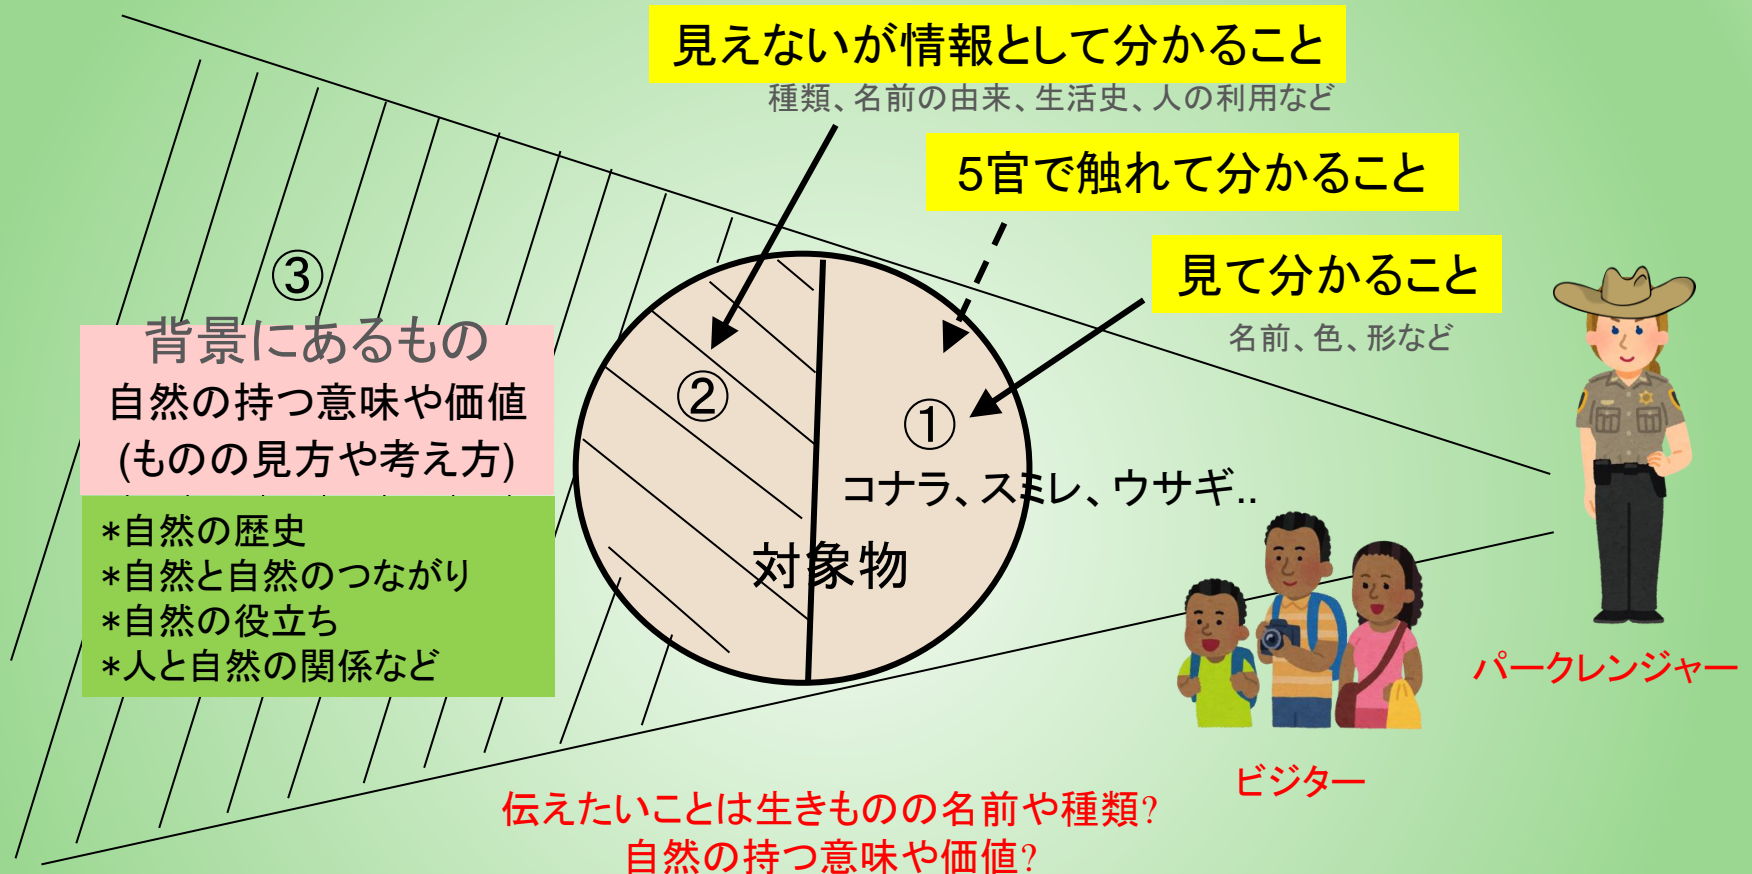 見えないが情報として分かること
種類、名前の由来、生活史、人の利用など
5官で触れて分かること
見て分かること
名前、色、形など
③
背景にあるもの
自然の持つ意味や価値
(ものの見方や考え方)
*自然の歴史
*自然と自然のつながり
*自然の役立ち
*人と自然の関係など
②
①
コナラ、スミレ、ウサギ..
対象物
パークレンジャー
ビジター
伝えたいことは生きものの名前や種類?
自然の持つ意味や価値?